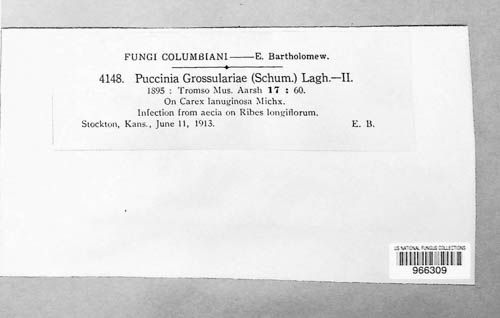 FUNGI COLUMBIANI——E. Bartholomew.
4148. Puccinia Grossulariae (Schum.) Lagh.—II.
1895 : Tromso Mus. Aarsh 17 : 60.
On Carex lanuginosa Michx.
Infection from aecia on Ribes longiflorum.
Stockton, Kans., June 11, 1913. E. B.
US NATIONAL FUNGUS COLLECTIONS
966309